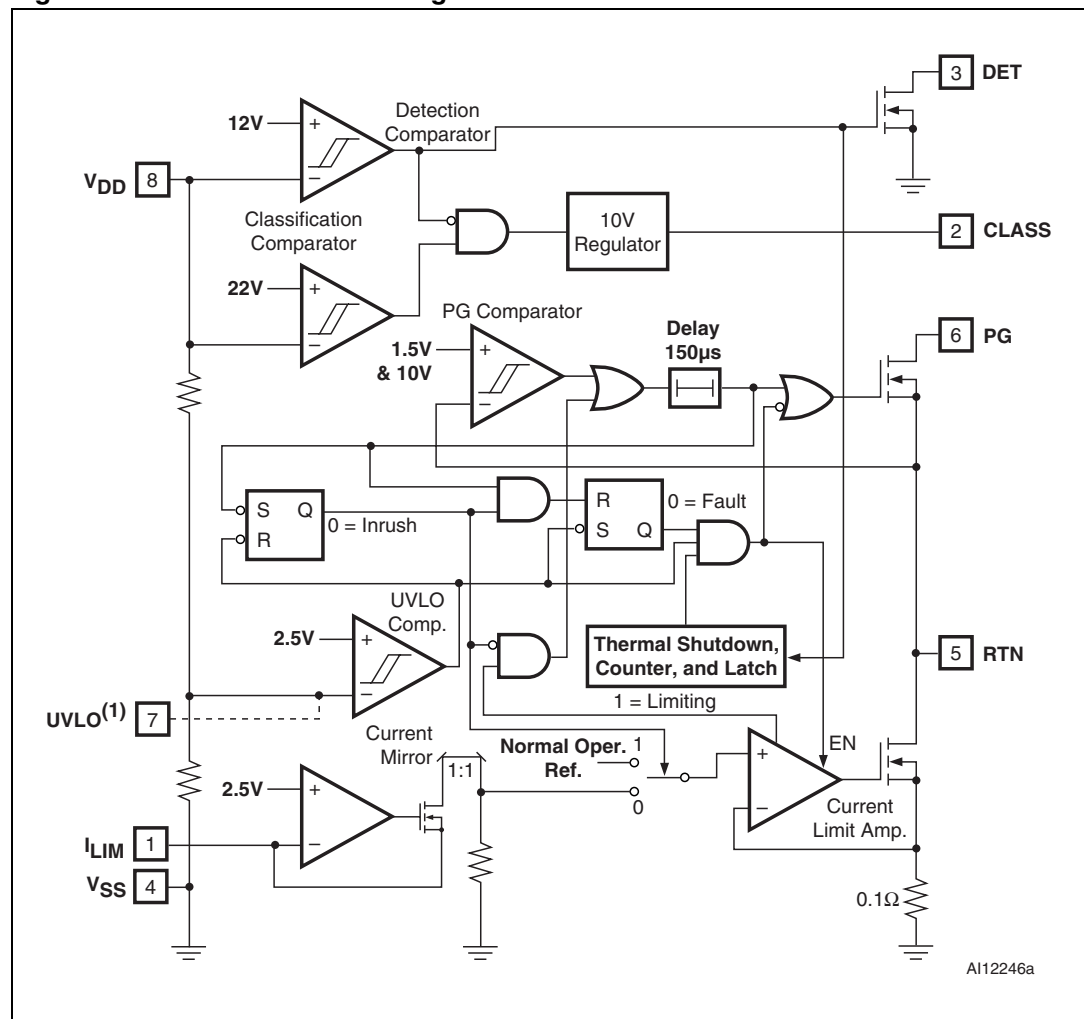 3 DET
Detection
Comparator
12V
+
−
VDD 8
Classification
Comparator
10V
Regulator
2 CLASS
22V
+
−
PG Comparator
Delay
150µs
6 PG
1.5V
& 10V
+
−
S Q
R
0 = Inrush
R
S Q
0 = Fault
UVLO
Comp.
2.5V
+
−
Thermal Shutdown,
Counter, and Latch
5 RTN
1 = Limiting
UVLO(1) 7
Current
Mirror
1:1
Normal Oper.
Ref.
1
0
EN
+
−
Current
Limit Amp.
2.5V
+
−
ILIM 1
VSS 4
0.1Ω
AI12246a